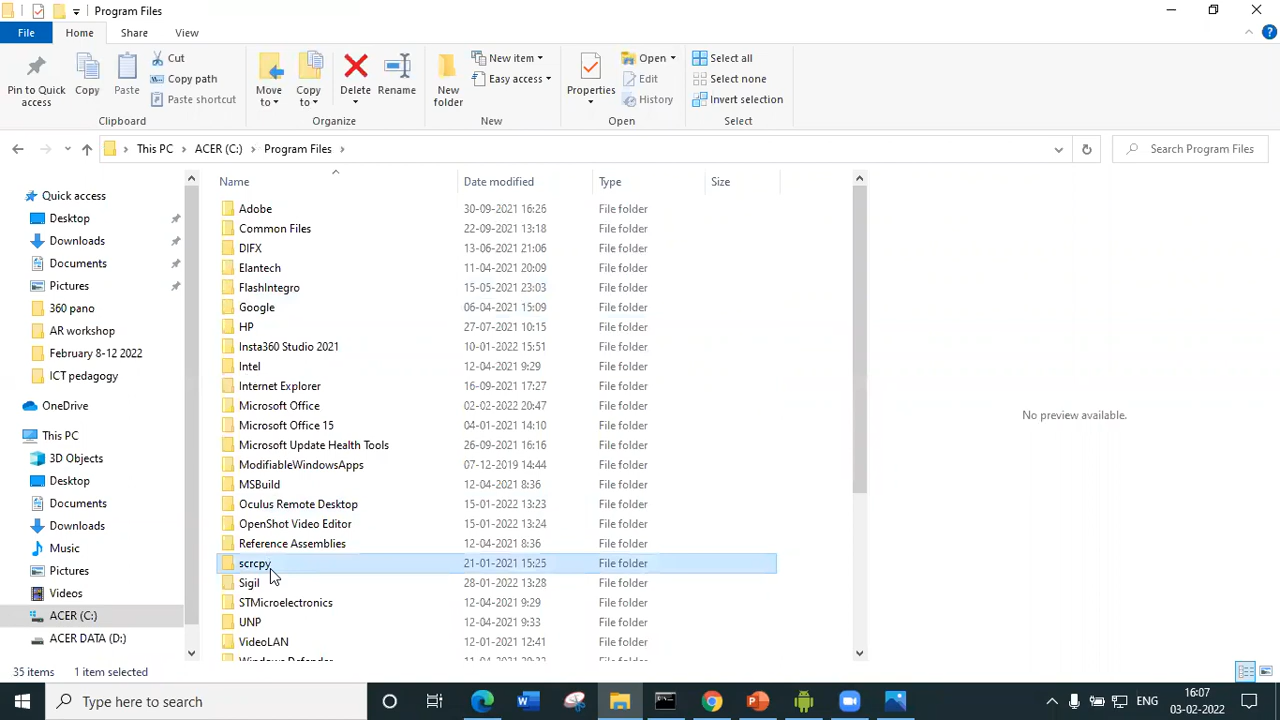 Program Files
File Home Share View
Pin to Quick access
Copy
Paste
Cut
Copy path
Paste shortcut
Clipboard
Move to
Copy to
Delete
Rename
Organize
New folder
New item
Easy access
New
Properties
Open
Edit
History
Open
Select all
Select none
Invert selection
Select
This PC > ACER (C:) > Program Files >
Search Program Files
Quick access
Desktop
Downloads
Documents
Pictures
360 pano
AR workshop
February 8-12 2022
ICT pedagogy
OneDrive
This PC
3D Objects
Desktop
Documents
Downloads
Music
Pictures
Videos
ACER (C:)
ACER DATA (D:)
Name Date modified Type Size
Adobe 30-09-2021 16:26 File folder
Common Files 22-09-2021 13:18 File folder
DIFX 13-06-2021 21:06 File folder
Elantech 11-04-2021 20:09 File folder
FlashIntegro 15-05-2021 23:03 File folder
Google 06-04-2021 15:09 File folder
HP 27-07-2021 10:15 File folder
Insta360 Studio 2021 10-01-2022 15:51 File folder
Intel 12-04-2021 9:29 File folder
Internet Explorer 16-09-2021 17:27 File folder
Microsoft Office 02-02-2022 20:47 File folder
Microsoft Office 15 04-01-2021 14:10 File folder
Microsoft Update Health Tools 26-09-2021 16:16 File folder
ModifiableWindowsApps 07-12-2019 14:44 File folder
MSBuild 12-04-2021 8:36 File folder
Oculus Remote Desktop 15-01-2022 13:23 File folder
OpenShot Video Editor 15-01-2022 13:24 File folder
Reference Assemblies 12-04-2021 8:36 File folder
scrcpy 21-01-2021 15:25 File folder
Sigil 28-01-2022 13:28 File folder
STMicroelectronics 12-04-2021 9:29 File folder
UNP 12-04-2021 9:33 File folder
VideoLAN 12-01-2021 12:41 File folder
No preview available.
35 items 1 item selected
Type here to search
ENG
16:07
03-02-2022